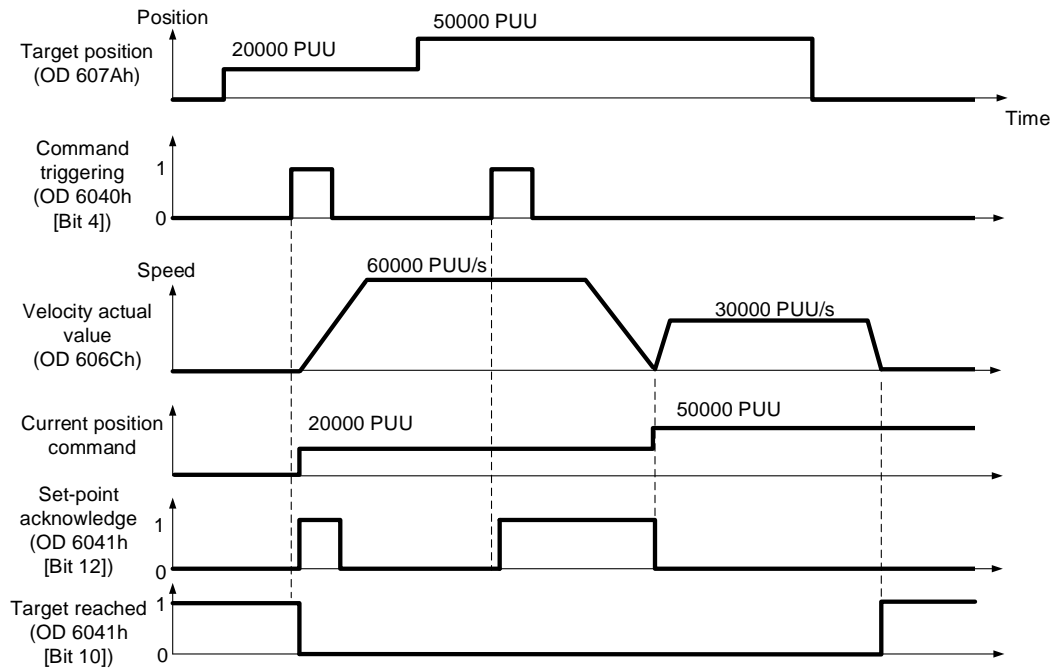 Position
Target position
(OD 607Ah)
20000 PUU
50000 PUU
Time
Command
triggering
(OD 6040h
[Bit 4])
1
0
Speed
Velocity actual
value
(OD 606Ch)
60000 PUU/s
30000 PUU/s
Current position
command
20000 PUU
50000 PUU
Set-point
acknowledge
(OD 6041h
[Bit 12])
1
0
Target reached
(OD 6041h
[Bit 10])
1
0